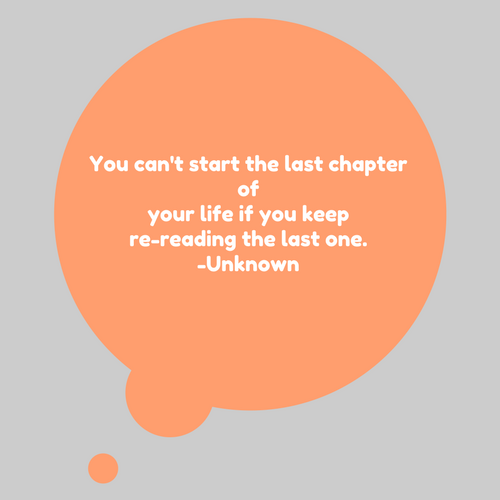 You can't start the last chapter
of
your life if you keep
re-reading the last one.
-Unknown